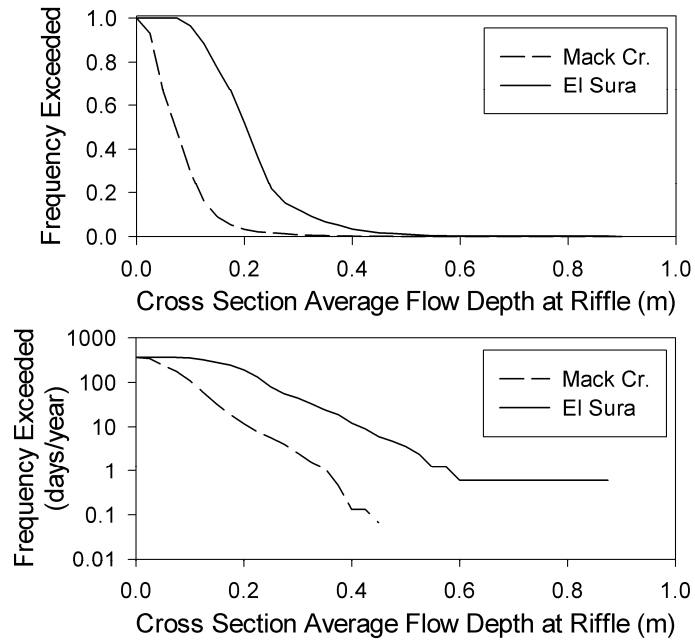 Frequency Exceeded
1.0
0.8
0.6
0.4
0.2
0.0
Mack Cr.
El Sura
0.0 0.2 0.4 0.6 0.8 1.0
Cross Section Average Flow Depth at Riffle (m)
Frequency Exceeded
(days/year)
1000
100
10
1
0.1
0.01
Mack Cr.
El Sura
0.0 0.2 0.4 0.6 0.8 1.0
Cross Section Average Flow Depth at Riffle (m)